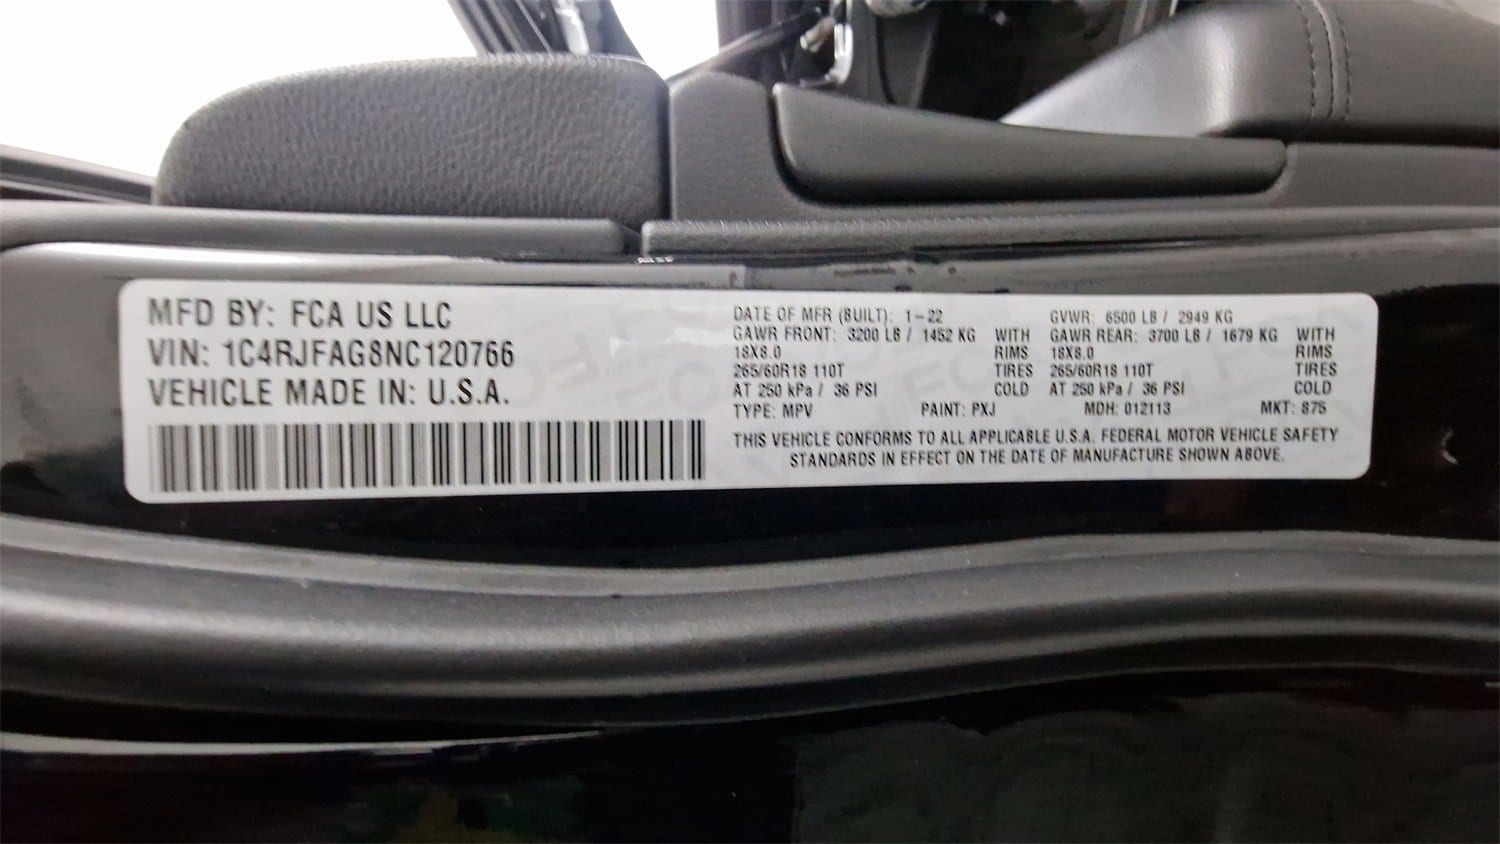 MFD BY: FCA US LLC
VIN: 1C4RJFAG8NC120766
VEHICLE MADE IN: U.S.A.
DATE OF MFR (BUILT): 1-22 GVWR: 6500 LB / 2949 KG
GAWR FRONT: 3200 LB / 1452 KG WITH GAWR REAR: 3700 LB / 1679 KG WITH
18X8.0 RIMS 18X8.0 RIMS
265/60R18 110T TIRES 265/60R18 110T TIRES
AT 250 kPa / 36 PSI COLD AT 250 kPa / 36 PSI COLD
TYPE: MPV PAINT: PXJ MDH: 012113 MKT: 875
THIS VEHICLE CONFORMS TO ALL APPLICABLE U.S.A. FEDERAL MOTOR VEHICLE SAFETY
STANDARDS IN EFFECT ON THE DATE OF MANUFACTURE SHOWN ABOVE.